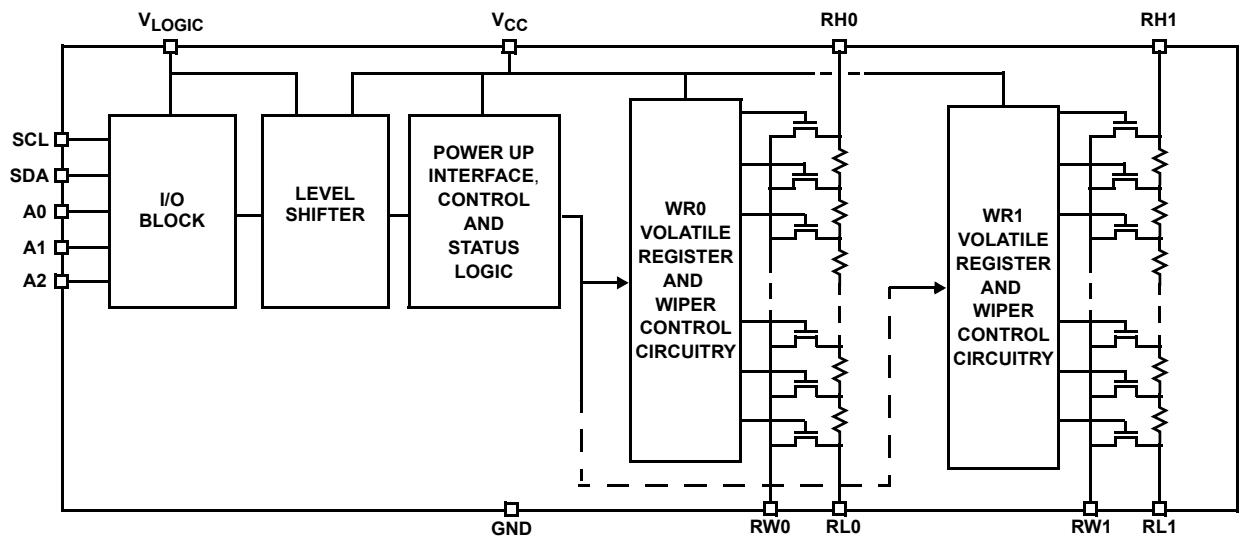 VLOGIC
VCC
RH0
RH1
SCL
SDA
A0
A1
A2
I/O
BLOCK
LEVEL
SHIFTER
POWER UP
INTERFACE,
CONTROL
AND
STATUS
LOGIC
WR0
VOLATILE
REGISTER
AND
WIPER
CONTROL
CIRCUITRY
WR1
VOLATILE
REGISTER
AND
WIPER
CONTROL
CIRCUITRY
GND
RW0
RL0
RW1
RL1